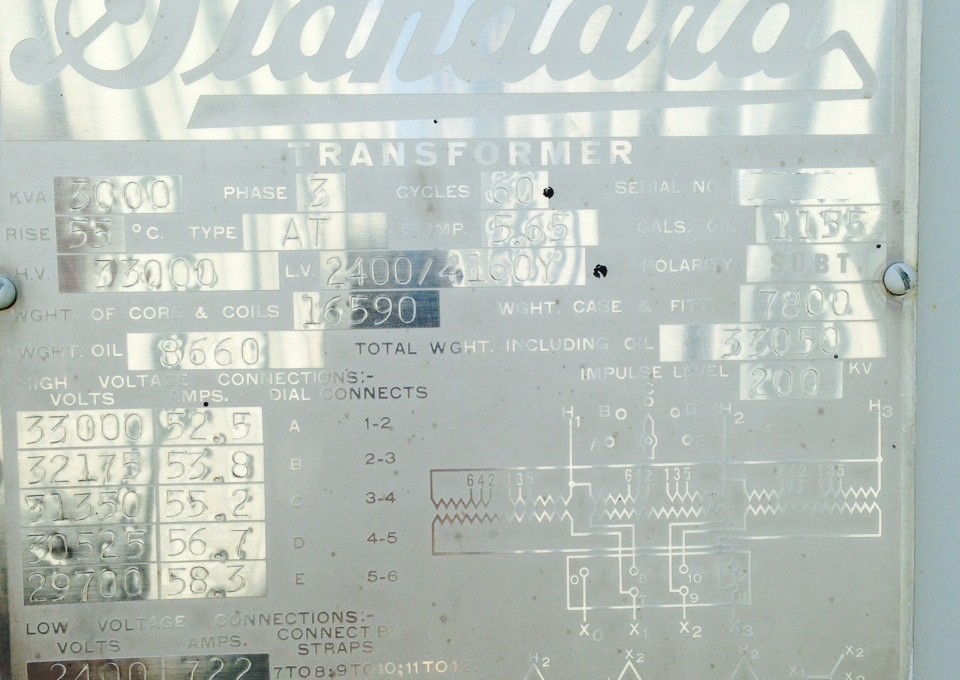 Standard
TRANSFORMER
KVA 3000 PHASE 3 CYCLES 60 SERIAL NO.
RISE 55 °C. TYPE AT % IMP. 5.65 GALS. OIL 1155
H.V. 33000 L.V. 2400/4160Y POLARITY SUBT.
WGHT. OF CORE & COILS 16590 WGHT. CASE & FITT. 7800
WGHT. OIL 8660 TOTAL WGHT. INCLUDING OIL 33050
HIGH VOLTAGE CONNECTIONS:- IMPULSE LEVEL 200 KV
VOLTS AMPS. DIAL CONNECTS
33000 52.5 A 1-2
32175 53.8 B 2-3
31350 55.2 C 3-4
30525 56.7 D 4-5
29700 58.3 E 5-6
H1 B C D H2 H3
A E
642 135 642 135 642 135
8 10
7 9 11
X0 X1 X2 X3
LOW VOLTAGE CONNECTIONS:-
VOLTS AMPS. CONNECT BY
STRAPS
2400 722 7TO8;9TO10;11TO12
H2 X2 H2 X1 X2 X0